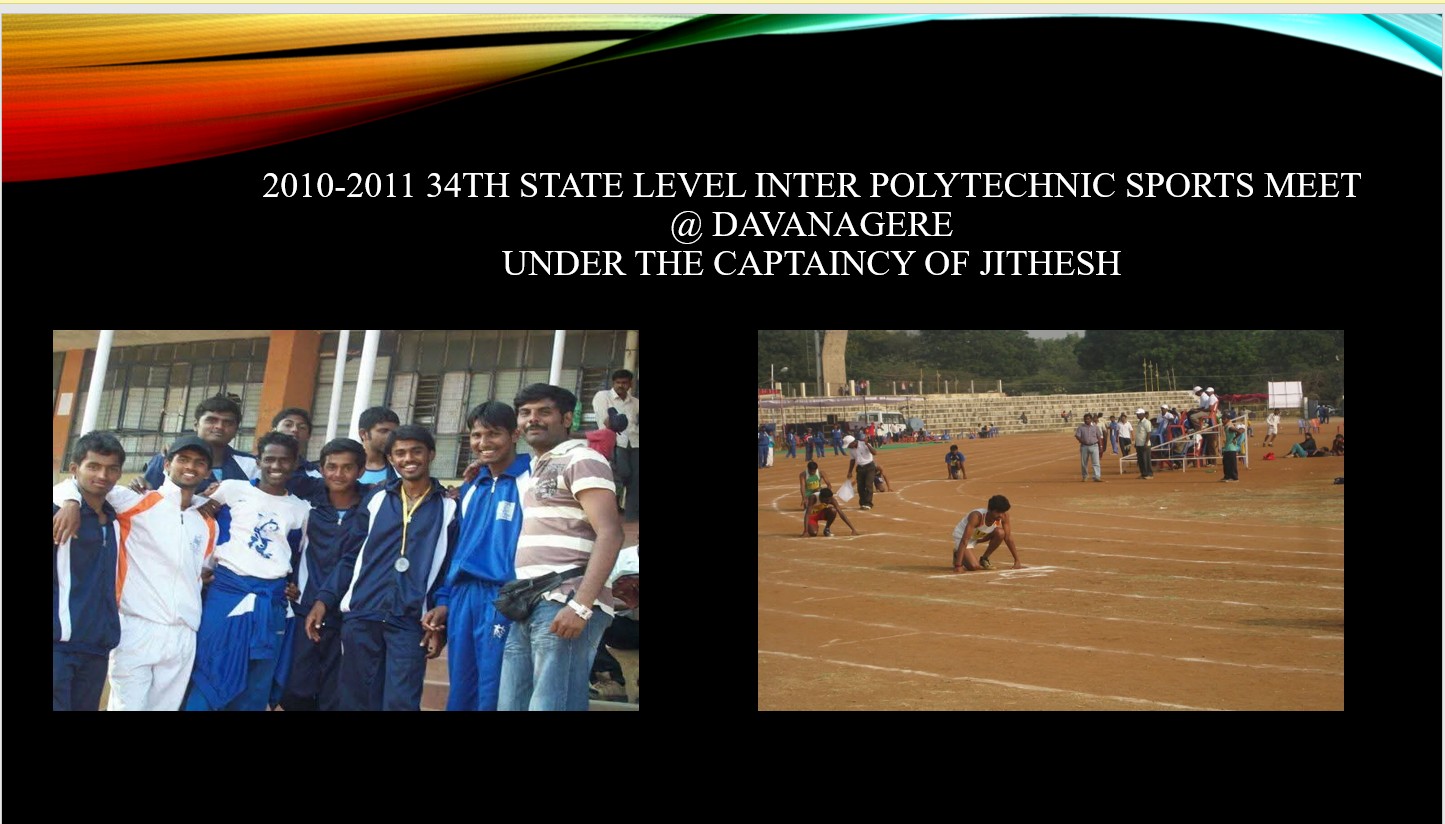 2010-2011 34TH STATE LEVEL INTER POLYTECHNIC SPORTS MEET
@ DAVANAGERE
UNDER THE CAPTAINCY OF JITHESH